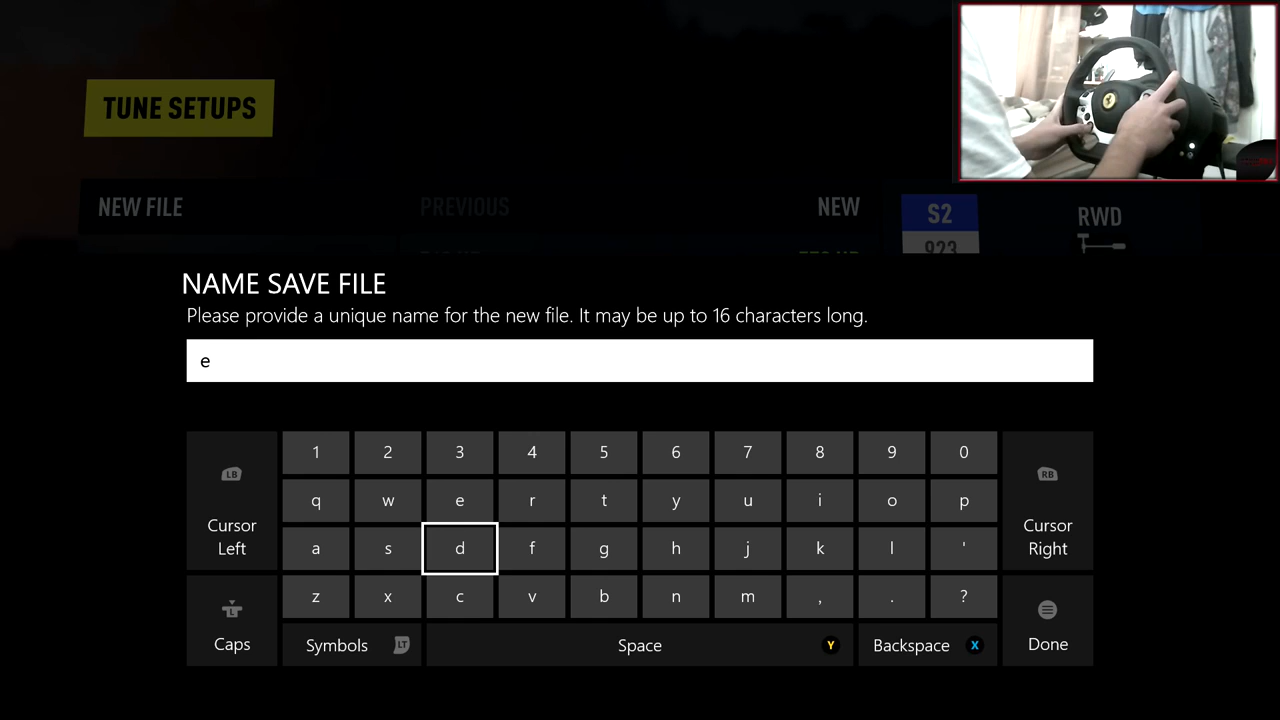 TUNE SETUPS
NEW FILE PREVIOUS NEW
S2 RWD
923
NAME SAVE FILE
Please provide a unique name for the new file. It may be up to 16 characters long.
e
1 2 3 4 5 6 7 8 9 0
LB RB
q w e r t y u i o p
Cursor Left
Cursor Right
a s d f g h j k l '
z x c v b n m , . ?
L
Caps Symbols LT Space Y Backspace X Done